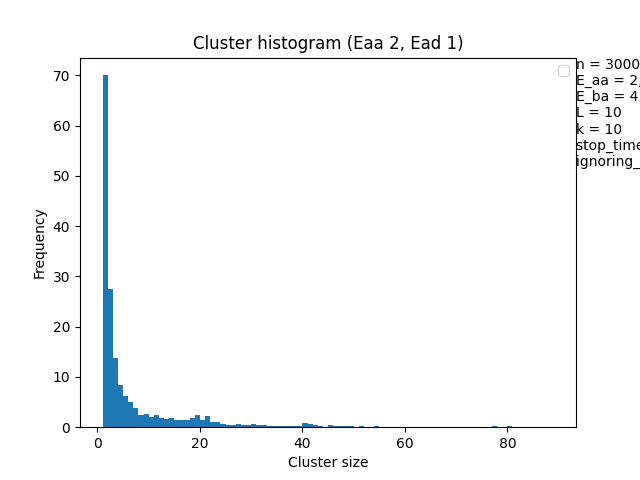 Cluster histogram (Eaa 2, Ead 1)
n = 3000
E_aa = 2,
E_ba = 4
L = 10
k = 10
stop_time
ignoring_
70
60
50
40
30
20
10
0
Frequency
0 20 40 60 80
Cluster size